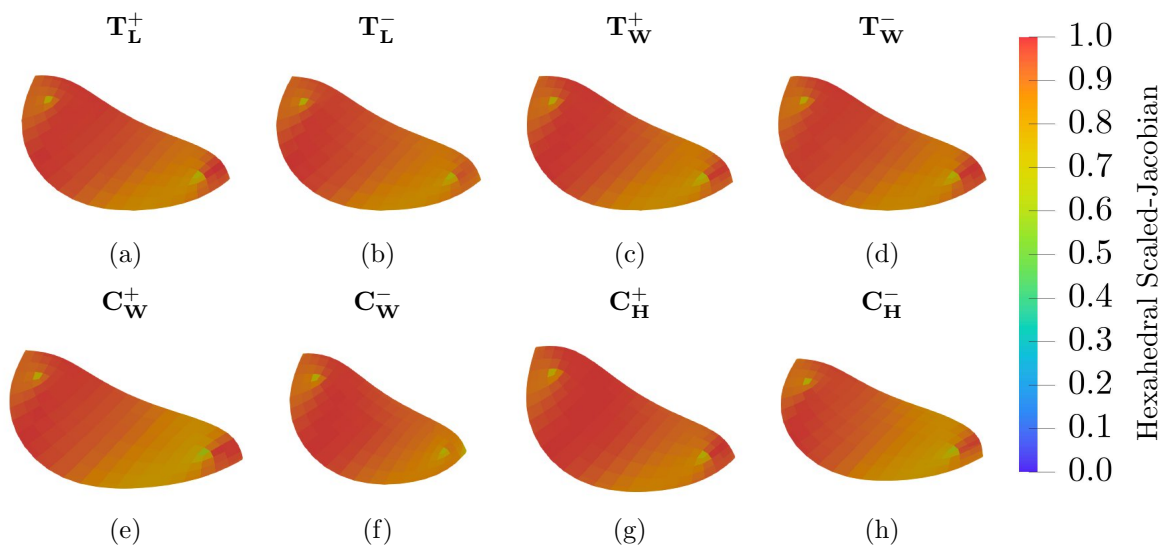 T_L^+ T_L^- T_W^+ T_W^-
(a) (b) (c) (d)
C_W^+ C_W^- C_H^+ C_H^-
(e) (f) (g) (h)
1.0
0.9
0.8
0.7
0.6
0.5
0.4
0.3
0.2
0.1
0.0
Hexahedral Scaled-Jacobian